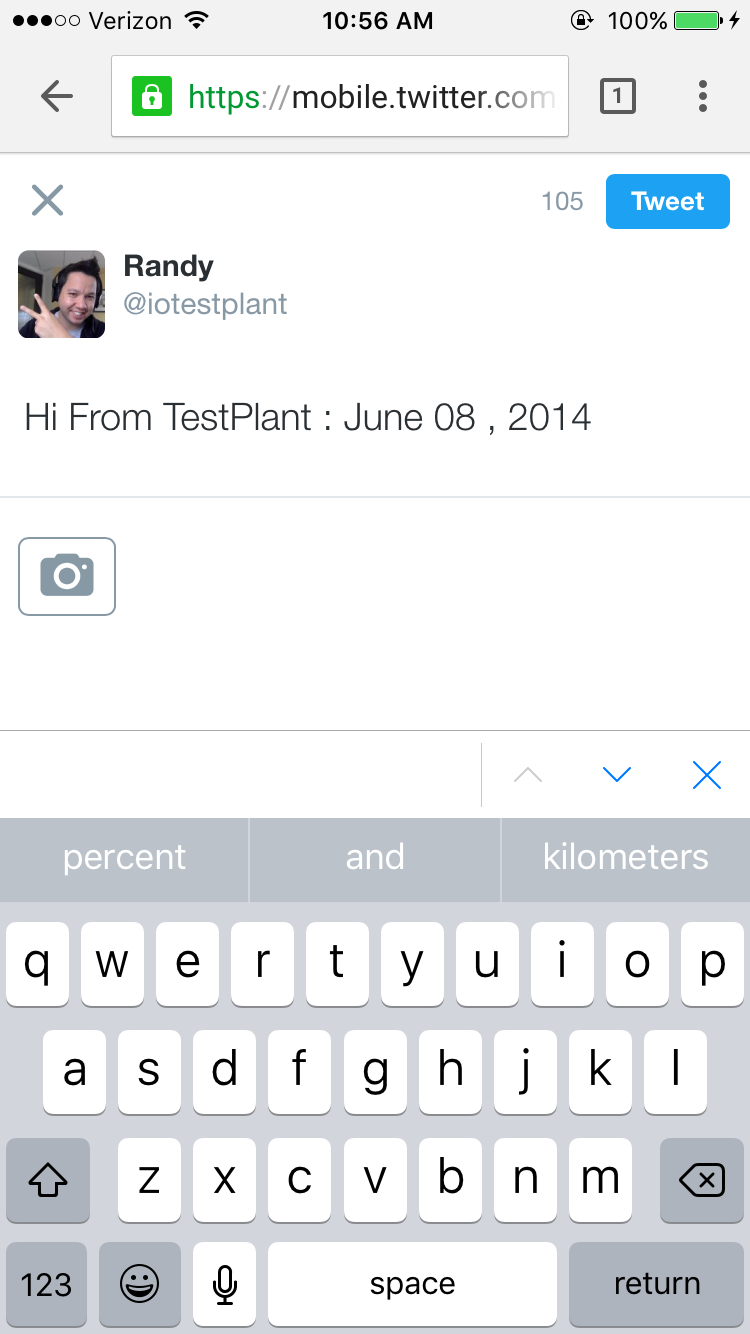 Verizon 10:56 AM 100%
https://mobile.twitter.com 1
105 Tweet
Randy
@iotestplant
Hi From TestPlant : June 08 , 2014
percent and kilometers
q w e r t y u i o p
a s d f g h j k l
z x c v b n m
123 space return